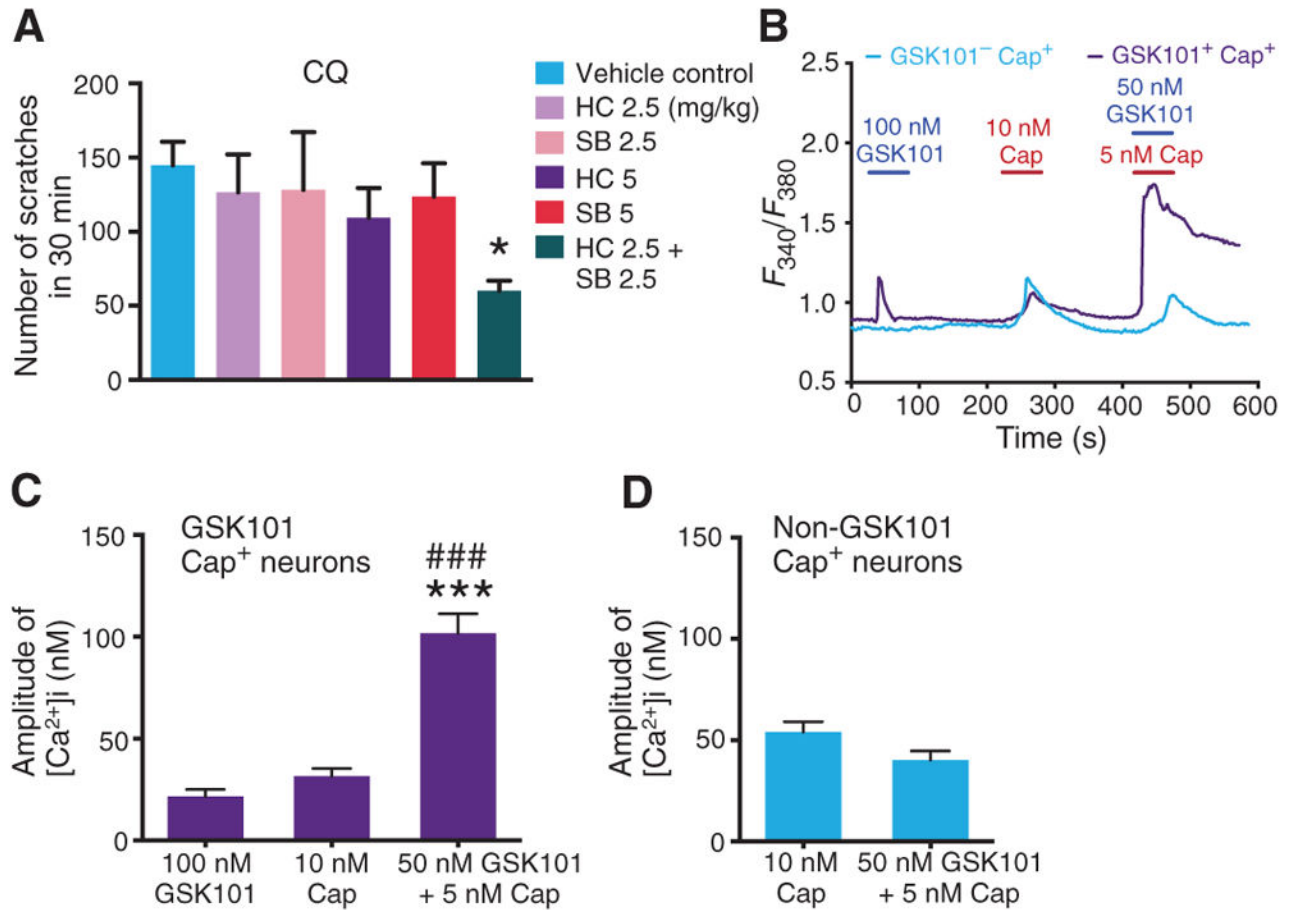 A
CQ
Number of scratches
in 30 min
200
150
100
50
0
*
Vehicle control
HC 2.5 (mg/kg)
SB 2.5
HC 5
SB 5
HC 2.5 +
SB 2.5
B
GSK101⁻ Cap⁺
GSK101⁺ Cap⁺
F340/F380
2.5
2.0
1.5
1.0
0.5
100 nM
GSK101
10 nM
Cap
50 nM
GSK101
5 nM Cap
0 100 200 300 400 500 600
Time (s)
C
GSK101
Cap⁺ neurons
Amplitude of
[Ca²⁺]i (nM)
150
100
50
0
###
***
100 nM
GSK101
10 nM
Cap
50 nM GSK101
+ 5 nM Cap
D
Non-GSK101
Cap⁺ neurons
Amplitude of
[Ca²⁺]i (nM)
150
100
50
0
10 nM
Cap
50 nM GSK101
+ 5 nM Cap